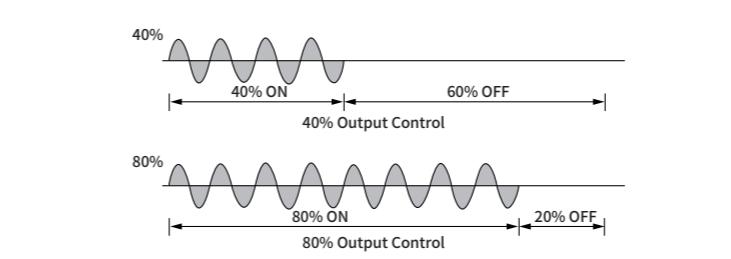 40%
40% ON
60% OFF
40% Output Control
80%
80% ON
20% OFF
80% Output Control